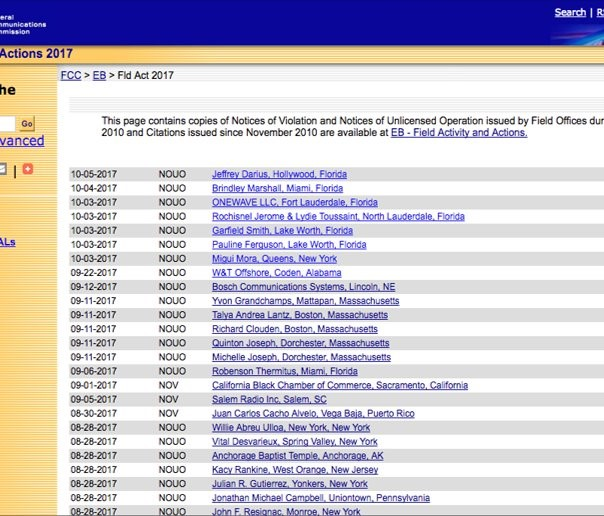 Search | R
eral
ommunications
mmission
Actions 2017
FCC > EB > Fld Act 2017
he
Go
vanced
ALs
This page contains copies of Notices of Violation and Notices of Unlicensed Operation issued by Field Offices du
2010 and Citations issued since November 2010 are available at EB - Field Activity and Actions.
10-05-2017 NOUO Jeffrey Darius, Hollywood, Florida
10-04-2017 NOUO Brindley Marshall, Miami, Florida
10-03-2017 NOUO ONEWAVE LLC, Fort Lauderdale, Florida
10-03-2017 NOUO Rochisnel Jerome & Lydie Toussaint, North Lauderdale, Florida
10-03-2017 NOUO Garfield Smith, Lake Worth, Florida
10-03-2017 NOUO Pauline Ferguson, Lake Worth, Florida
10-03-2017 NOUO Migui Mora, Queens, New York
09-22-2017 NOUO W&T Offshore, Coden, Alabama
09-12-2017 NOUO Bosch Communications Systems, Lincoln, NE
09-11-2017 NOUO Yvon Grandchamps, Mattapan, Massachusetts
09-11-2017 NOUO Taiya Andrea Lantz, Boston, Massachusetts
09-11-2017 NOUO Richard Clouden, Boston, Massachusetts
09-11-2017 NOUO Quinton Joseph, Dorchester, Massachusetts
09-11-2017 NOUO Michelle Joseph, Dorchester, Massachusetts
09-06-2017 NOUO Robenson Thermitus, Miami, Florida
09-01-2017 NOV California Black Chamber of Commerce, Sacramento, California
09-05-2017 NOV Salem Radio Inc, Salem, SC
08-30-2017 NOV Juan Carlos Cacho Alvelo, Vega Baja, Puerto Rico
08-28-2017 NOUO Willie Abreu Ulloa, New York, New York
08-28-2017 NOUO Vital Desvarieux, Spring Valley, New York
08-28-2017 NOUO Anchorage Baptist Temple, Anchorage, AK
08-28-2017 NOUO Kacy Rankine, West Orange, New Jersey
08-28-2017 NOUO Julian R. Gutierrez, Yonkers, New York
08-28-2017 NOUO Jonathan Michael Campbell, Uniontown, Pennsylvania
08-28-2017 NOUO John F. Resignac, Monroe, New York